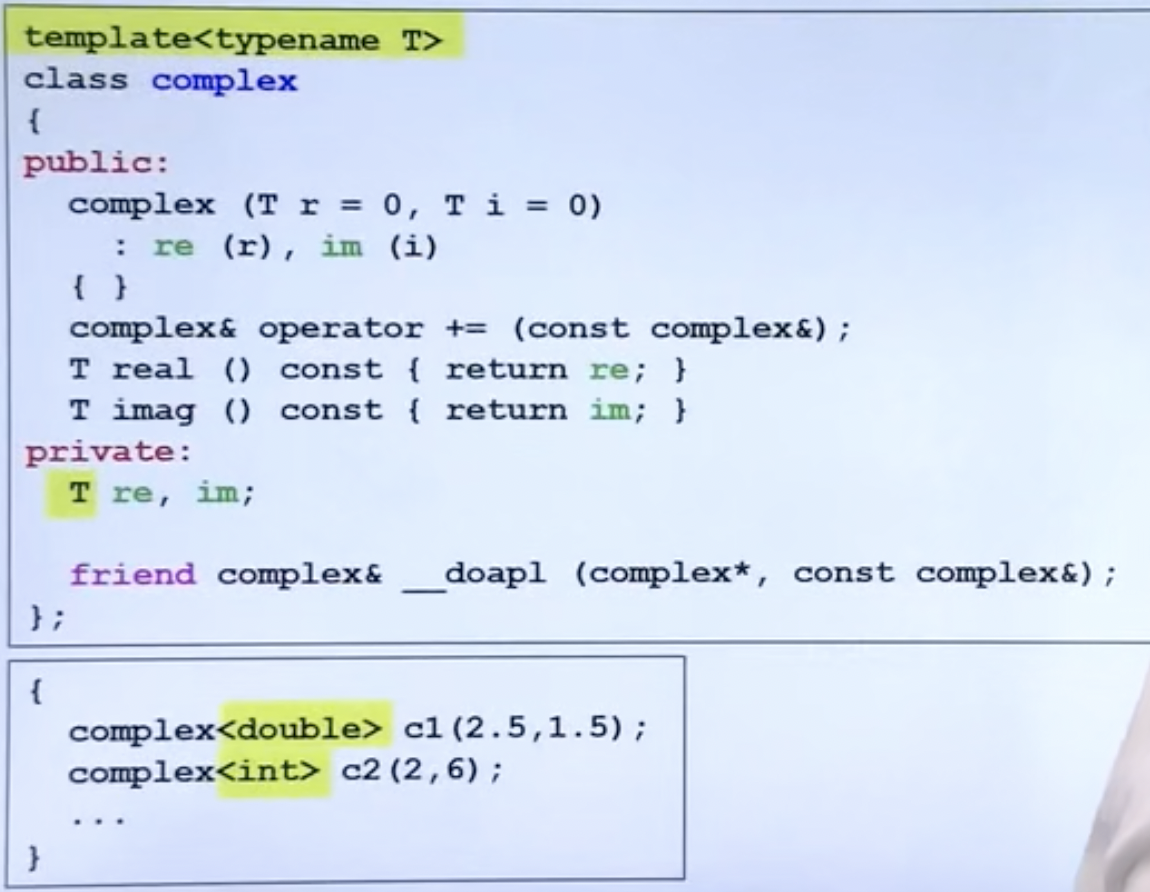 template<typename T>
class complex
{
public:
complex (T r = 0, T i = 0)
: re (r), im (i)
{ }
complex& operator += (const complex&);
T real () const { return re; }
T imag () const { return im; }
private:
T re, im;
friend complex& __doapl (complex*, const complex&);
};
{
complex<double> c1(2.5,1.5);
complex<int> c2(2,6);
...
}